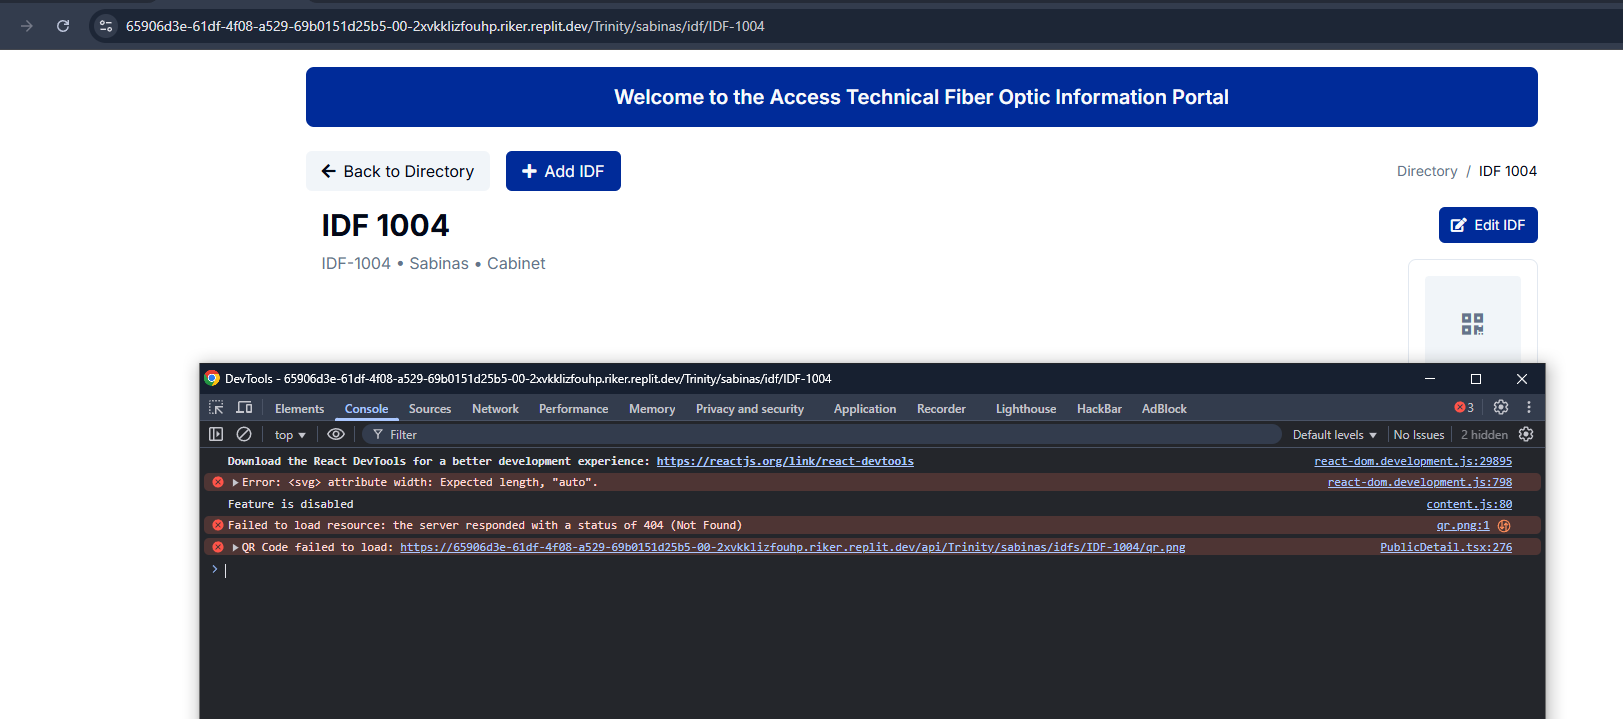 65906d3e-61df-4f08-a529-69b0151d25b5-00-2xvkklizfouhp.riker.replit.dev/Trinity/sabinas/idf/IDF-1004
Welcome to the Access Technical Fiber Optic Information Portal
Back to Directory
Add IDF
Directory / IDF 1004
IDF 1004
Edit IDF
IDF-1004 • Sabinas • Cabinet
DevTools - 65906d3e-61df-4f08-a529-69b0151d25b5-00-2xvkklizfouhp.riker.replit.dev/Trinity/sabinas/idf/IDF-1004
Elements Console Sources Network Performance Memory Privacy and security Application Recorder Lighthouse HackBar AdBlock 3
top Filter Default levels No Issues 2 hidden
Download the React DevTools for a better development experience: https://reactjs.org/link/react-devtools react-dom.development.js:29895
Error: <svg> attribute width: Expected length, "auto". react-dom.development.js:798
Feature is disabled content.js:80
Failed to load resource: the server responded with a status of 404 (Not Found) qr.png:1
QR Code failed to load: https://65906d3e-61df-4f08-a529-69b0151d25b5-00-2xvkklizfouhp.riker.replit.dev/api/Trinity/sabinas/idfs/IDF-1004/qr.png PublicDetail.tsx:276